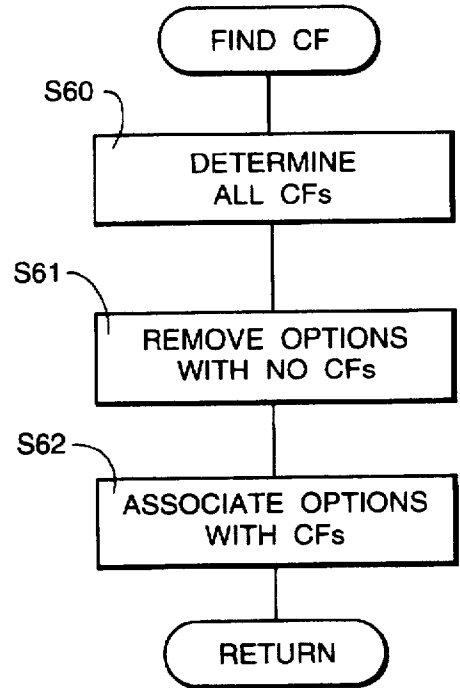 FIND CF
S60
DETERMINE
ALL CFs
S61
REMOVE OPTIONS
WITH NO CFs
S62
ASSOCIATE OPTIONS
WITH CFs
RETURN